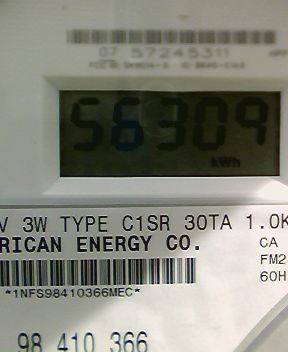 07 57245311
56309
kWh
V 3W TYPE C1SR 30TA 1.0K
RICAN ENERGY CO.
CA
FM2
60H
*1NFS98410366MEC*
98 410 366